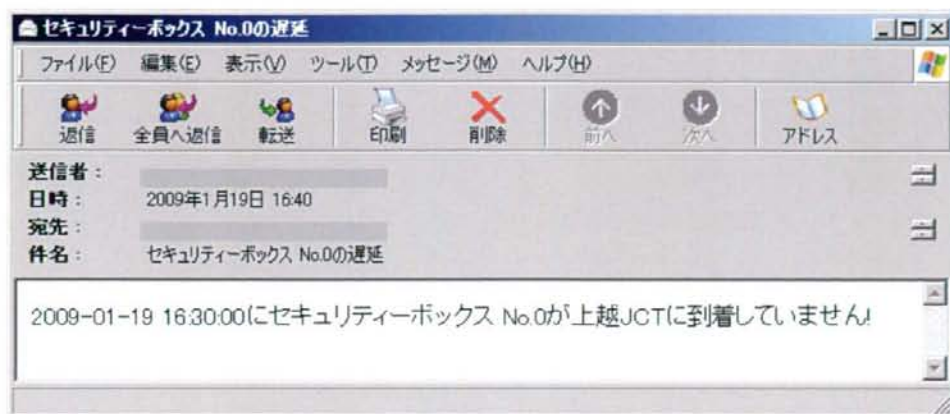 セキュリティーボックス No.0の遅延
ファイル(F) 編集(E) 表示(V) ツール(T) メッセージ(M) ヘルプ(H)
返信 全員へ返信 転送 印刷 削除 前へ 次へ アドレス
送信者:
日時: 2009年1月19日 16:40
宛先:
件名: セキュリティーボックス No.0の遅延
2009-01-19 16:30:00にセキュリティーボックス No.0が上越JCTに到着していません!